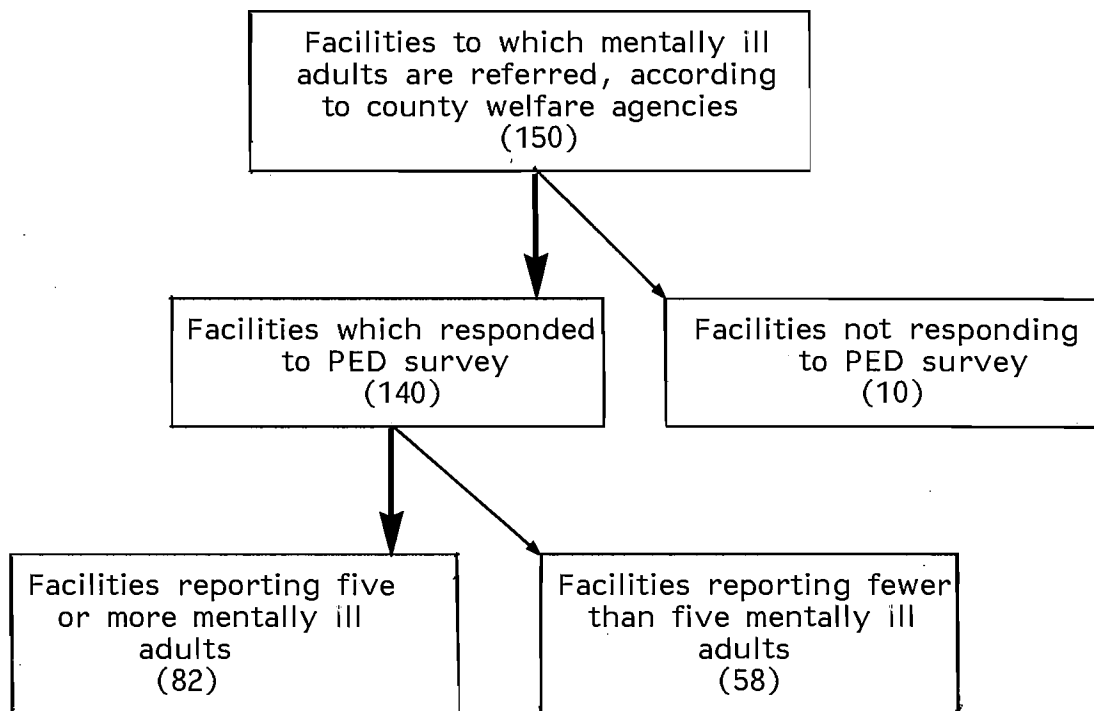 Facilities to which mentally ill
adults are referred, according
to county welfare agencies
(150)
Facilities which responded
to PED survey
(140)
Facilities not responding
to PED survey
(10)
Facilities reporting five
or more mentally ill
adults
(82)
Facilities reporting fewer
than five mentally ill
adults
(58)